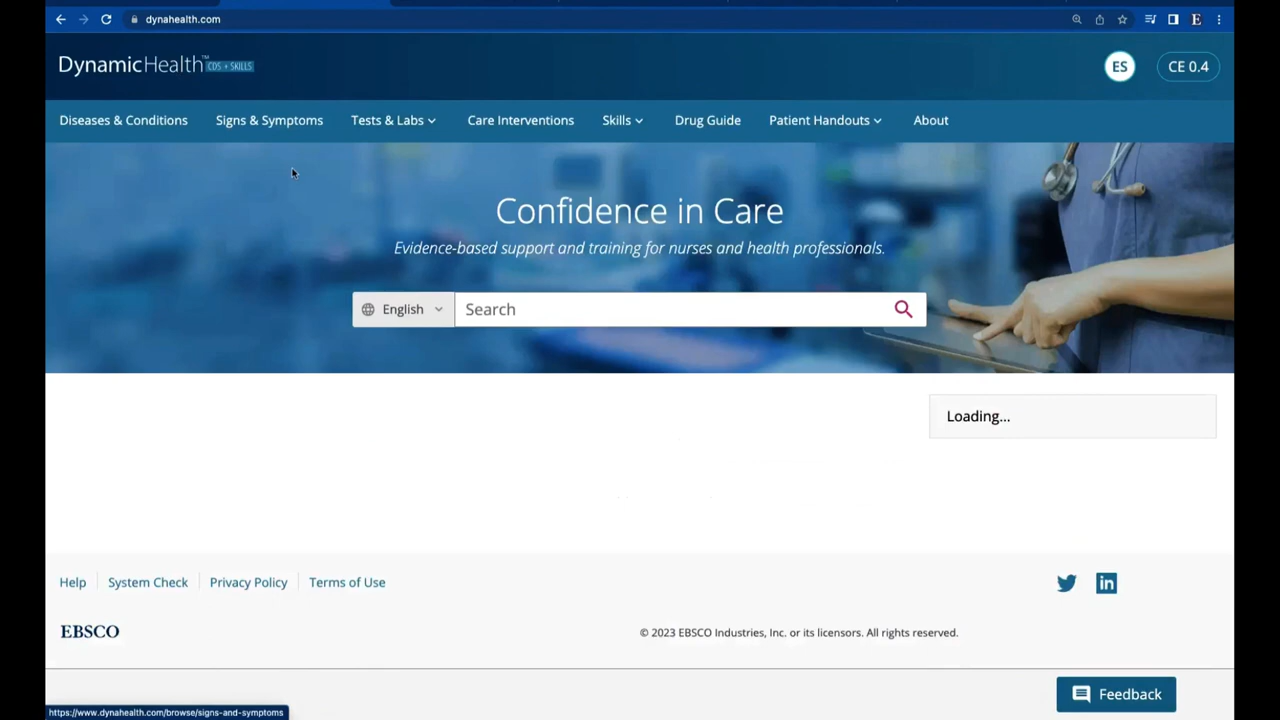 dynahealth.com
E
DynamicHealth™ CDS + SKILLS
ES
CE 0.4
Diseases & Conditions
Signs & Symptoms
Tests & Labs
Care Interventions
Skills
Drug Guide
Patient Handouts
About
Confidence in Care
Evidence-based support and training for nurses and health professionals.
English
Search
Loading...
Help
System Check
Privacy Policy
Terms of Use
in
EBSCO
© 2023 EBSCO Industries, Inc. or its licensors. All rights reserved.
Feedback
https://www.dynahealth.com/browse/signs-and-symptoms